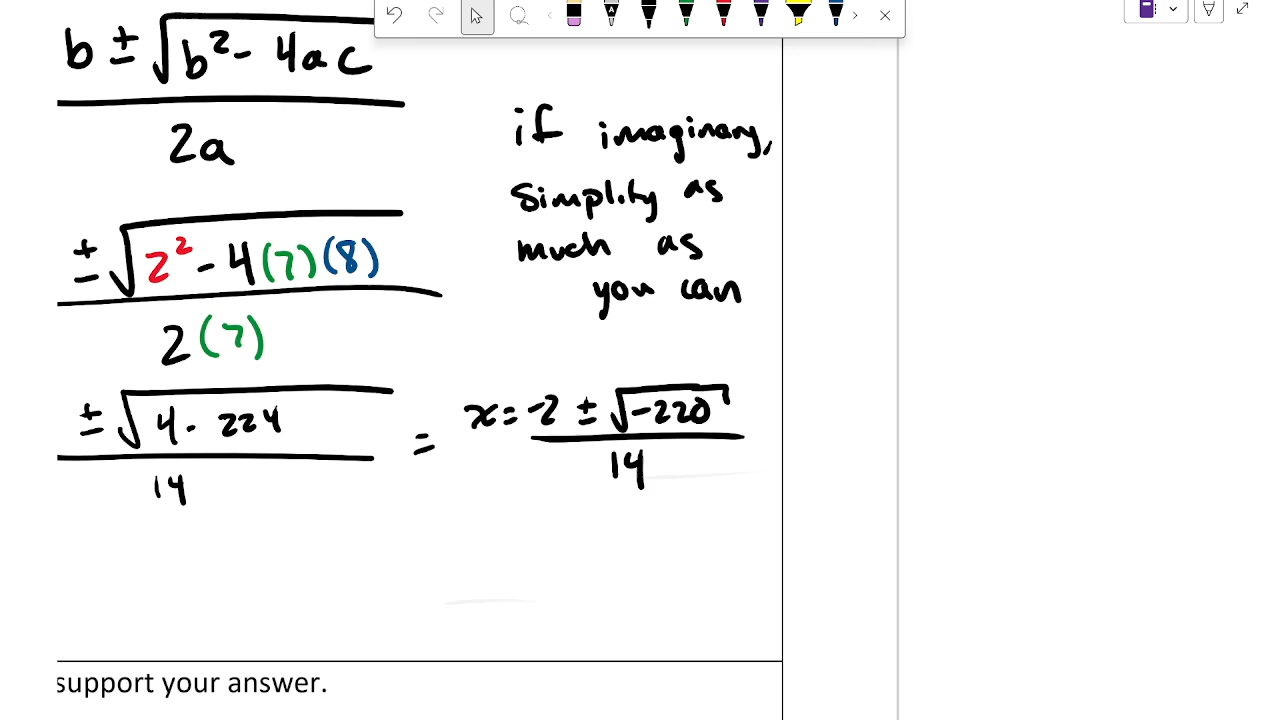 b ± √b² - 4ac
2a
if imaginary,
simplify as
much as
you can
± √2² - 4(7)(8)
2(7)
± √4 - 224
14
= x = -2 ± √-220
14
support your answer.